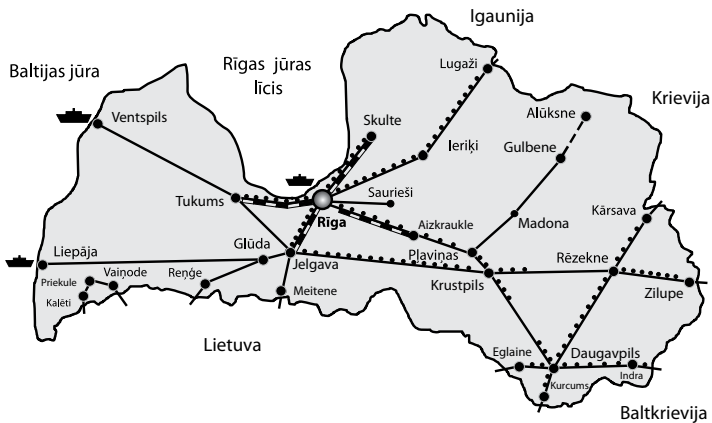 Igaunija
Baltijas jūra
Rīgas jūras
līcis
Lugaži
Krievija
Ventspils
Skulte
Alūksne
Ieriķi
Gulbene
Tukums
Saurieši
Rīga
Aizkraukle
Madona
Kārsava
Liepāja
Glūda
Jelgava
Plaviņas
Rēzekne
Priekule
Vaiņode
Reņģe
Meitene
Krustpils
Zilupe
Kalēti
Lietuva
Eglaine
Daugavpils
Indra
Kurcums
Baltkrievija